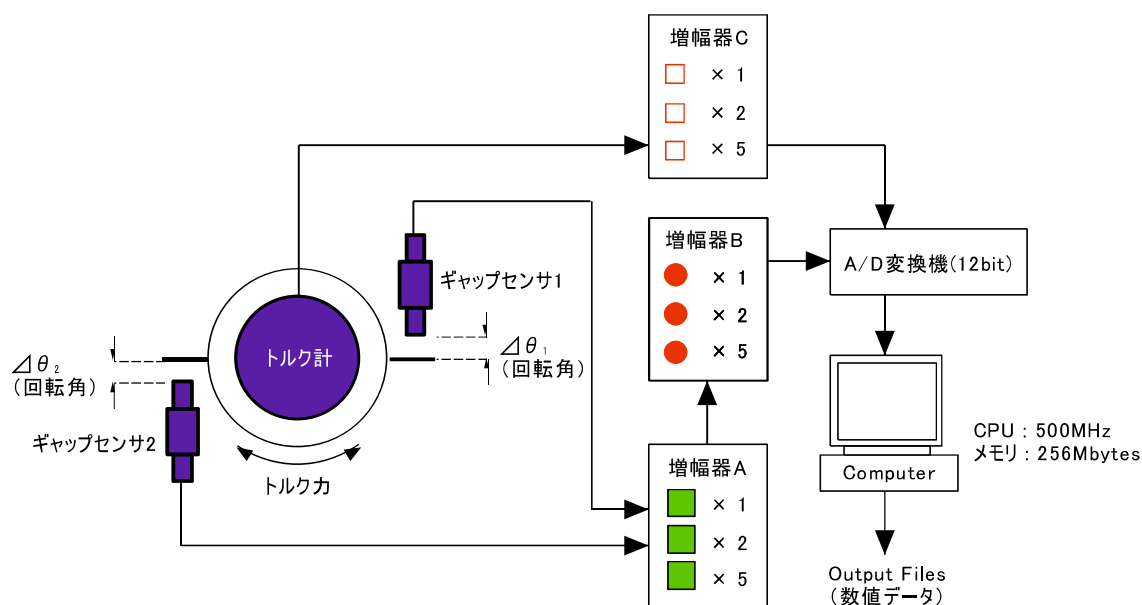 増幅器C
× 1
× 2
× 5
増幅器B
× 1
× 2
× 5
A/D変換機(12bit)
ギャップセンサ1
トルク計
⊿θ1
(回転角)
⊿θ2
(回転角)
ギャップセンサ2
トルク力
増幅器A
× 1
× 2
× 5
CPU : 500MHz
メモリ : 256Mbytes
Computer
Output Files
(数値データ)